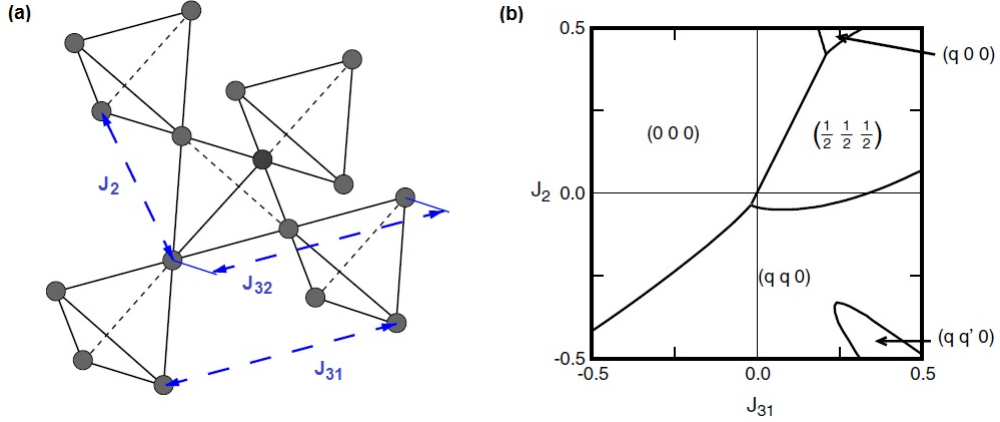 (a)
J2
J32
J31
(b)
0.5
(q 0 0)
(0 0 0)
(1/2 1/2 1/2)
J2 0.0
(q q 0)
(q q' 0)
-0.5
-0.5 0.0 0.5
J31